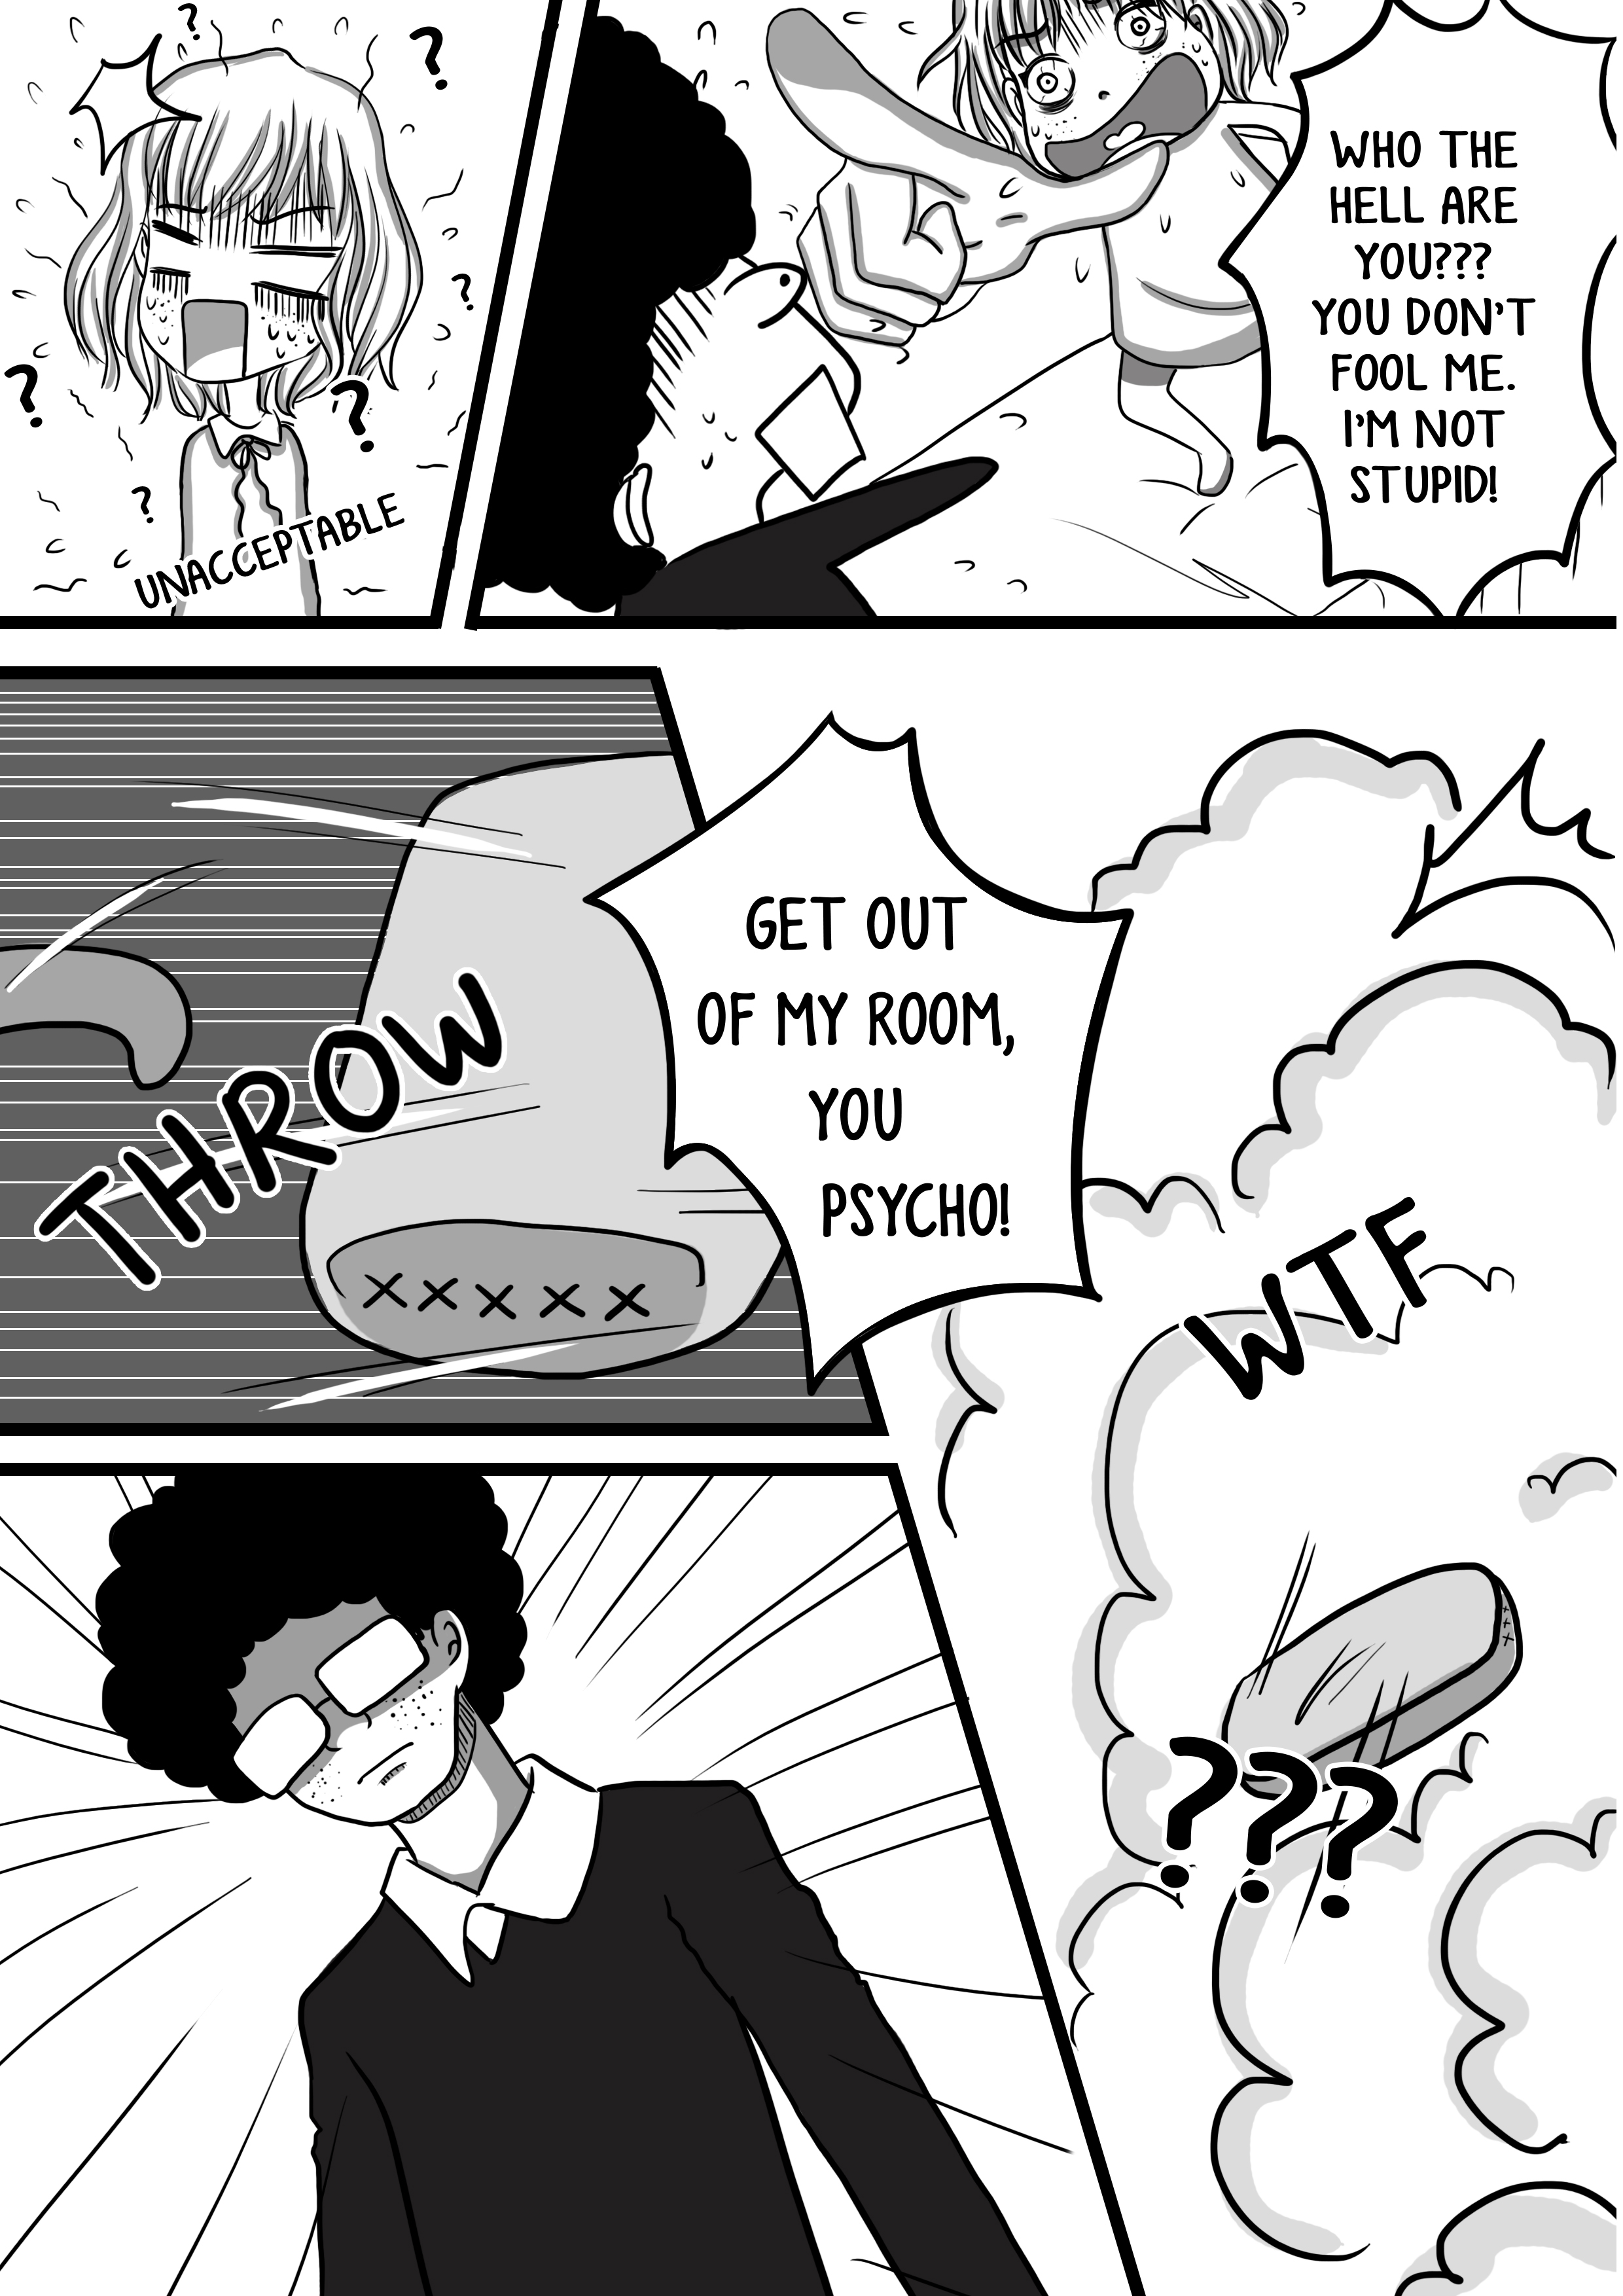 ?
?
?
?
?
?
UNACCEPTABLE
WHO THE
HELL ARE
YOU???
YOU DON'T
FOOL ME.
I'M NOT
STUPID!
THROW
GET OUT
OF MY ROOM,
YOU
PSYCHO!
WTF
???